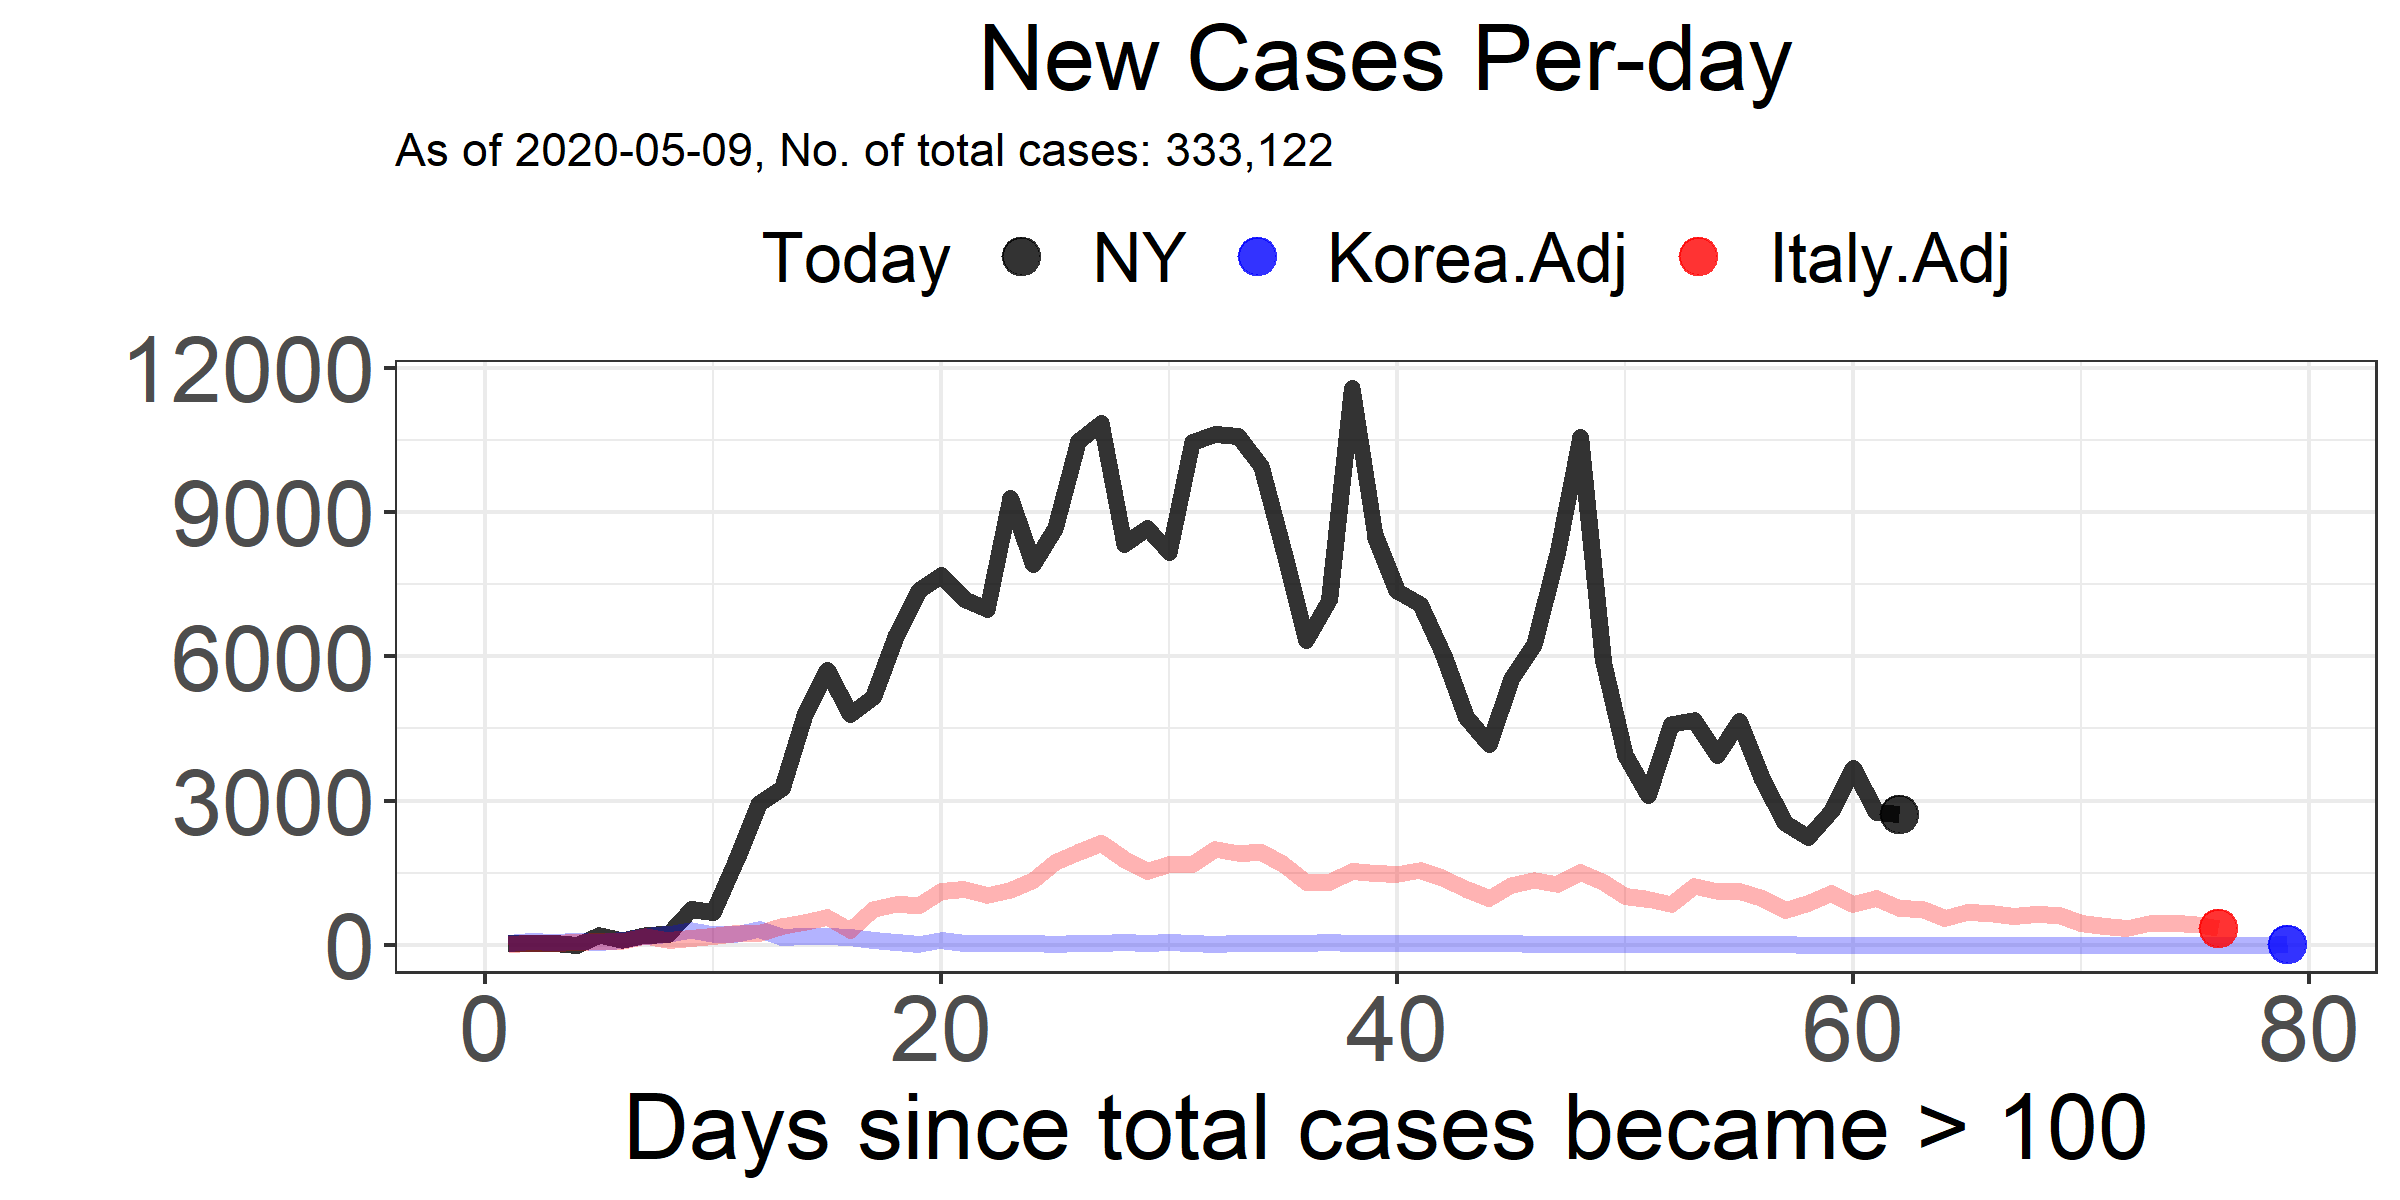 New Cases Per-day
As of 2020-05-09, No. of total cases: 333,122
Today NY Korea.Adj Italy.Adj
12000
9000
6000
3000
0
0 20 40 60 80
Days since total cases became > 100